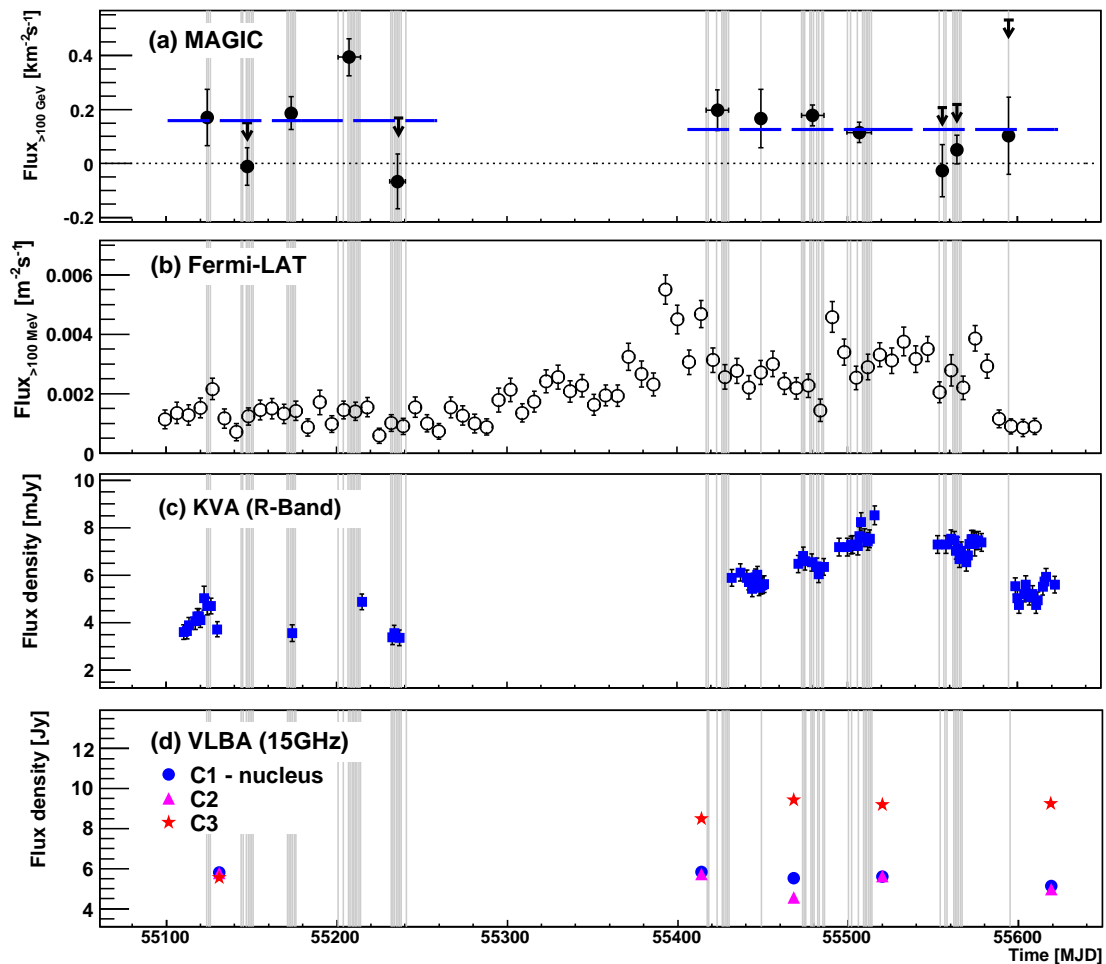 (a) MAGIC
Flux>100 GeV [km-2s-1]
0.4
0.2
0
-0.2
(b) Fermi-LAT
Flux>100 MeV [m-2s-1]
0.006
0.004
0.002
0
(c) KVA (R-Band)
Flux density [mJy]
10
8
6
4
2
(d) VLBA (15GHz)
Flux density [Jy]
C1 - nucleus
C2
C3
12
10
8
6
4
55100 55200 55300 55400 55500 55600
Time [MJD]